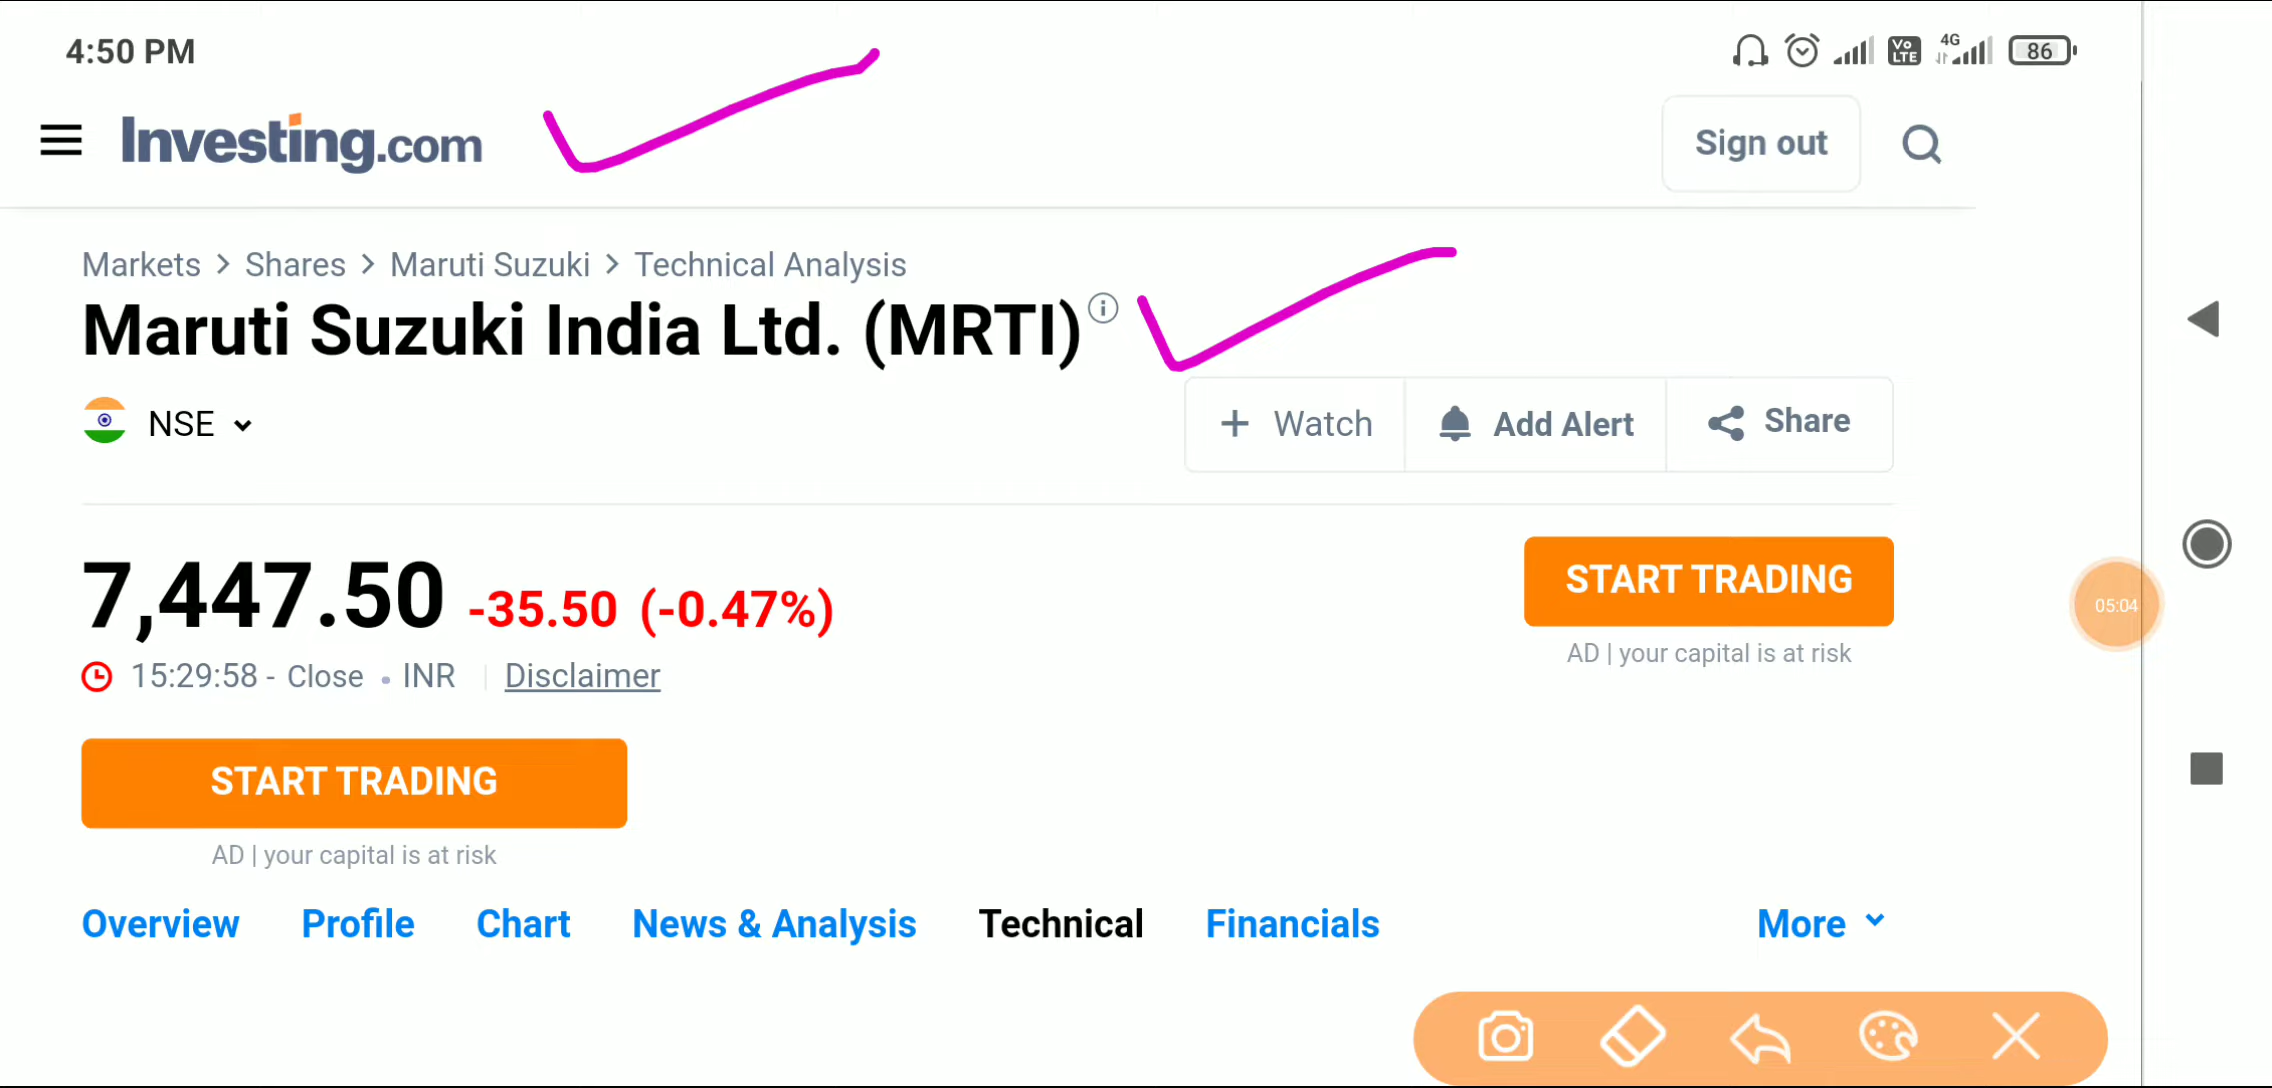 4:50 PM
Vo LTE 4G 86
Investing.com
Sign out
Markets > Shares > Maruti Suzuki > Technical Analysis
Maruti Suzuki India Ltd. (MRTI)
NSE
+ Watch
Add Alert
Share
7,447.50 -35.50 (-0.47%)
START TRADING
AD | your capital is at risk
15:29:58 - Close • INR | Disclaimer
05:04
START TRADING
AD | your capital is at risk
Overview Profile Chart News & Analysis Technical Financials More